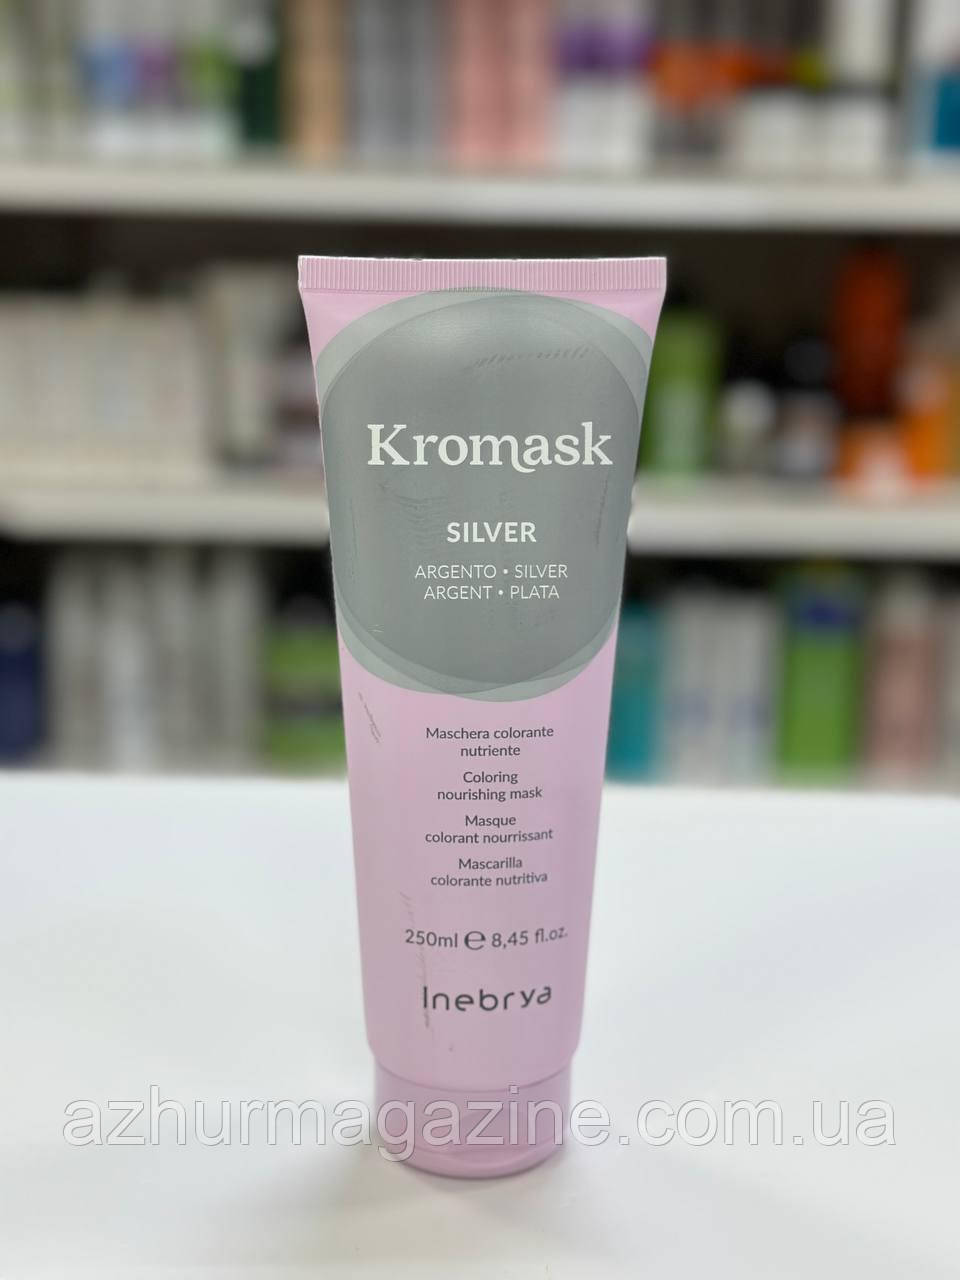 Kromask
SILVER
ARGENTO • SILVER
ARGENT • PLATA
Maschera colorante
nutriente
Coloring
nourishing mask
Masque
colorant nourrissant
Mascarilla
colorante nutritiva
250ml ℮ 8,45 fl.oz.
Inebrya
azhurmagazine.com.ua